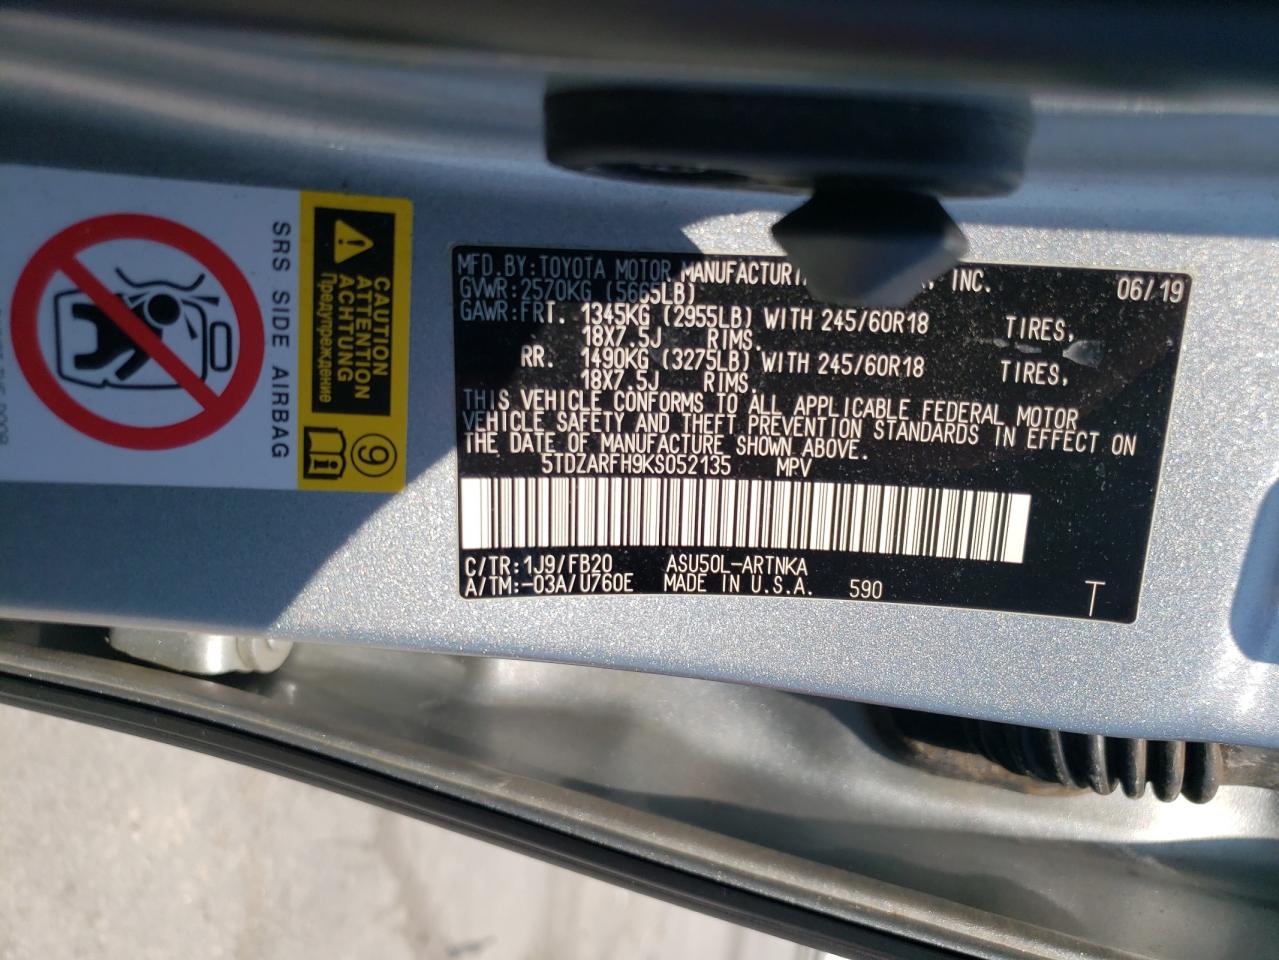 MFD.BY:TOYOTA MOTOR MANUFACTURI INC. 06/19
GVWR:2570KG (5665LB)
GAWR:FRT. 1345KG (2955LB) WITH 245/60R18 TIRES,
18X7.5J RIMS.
RR. 1490KG (3275LB) WITH 245/60R18 TIRES,
18X7.5J RIMS.
THIS VEHICLE CONFORMS TO ALL APPLICABLE FEDERAL MOTOR
VEHICLE SAFETY AND THEFT PREVENTION STANDARDS IN EFFECT ON
THE DATE OF MANUFACTURE SHOWN ABOVE.
5TDZARFH9KS052135 MPV
C/TR:1J9/FB20 ASU50L-ARTNKA
A/TM:-03A/U760E MADE IN U.S.A. 590 T
CAUTION
ATTENTION
ACHTUNG
Предупреждение
9
SRS SIDE AIRBAG